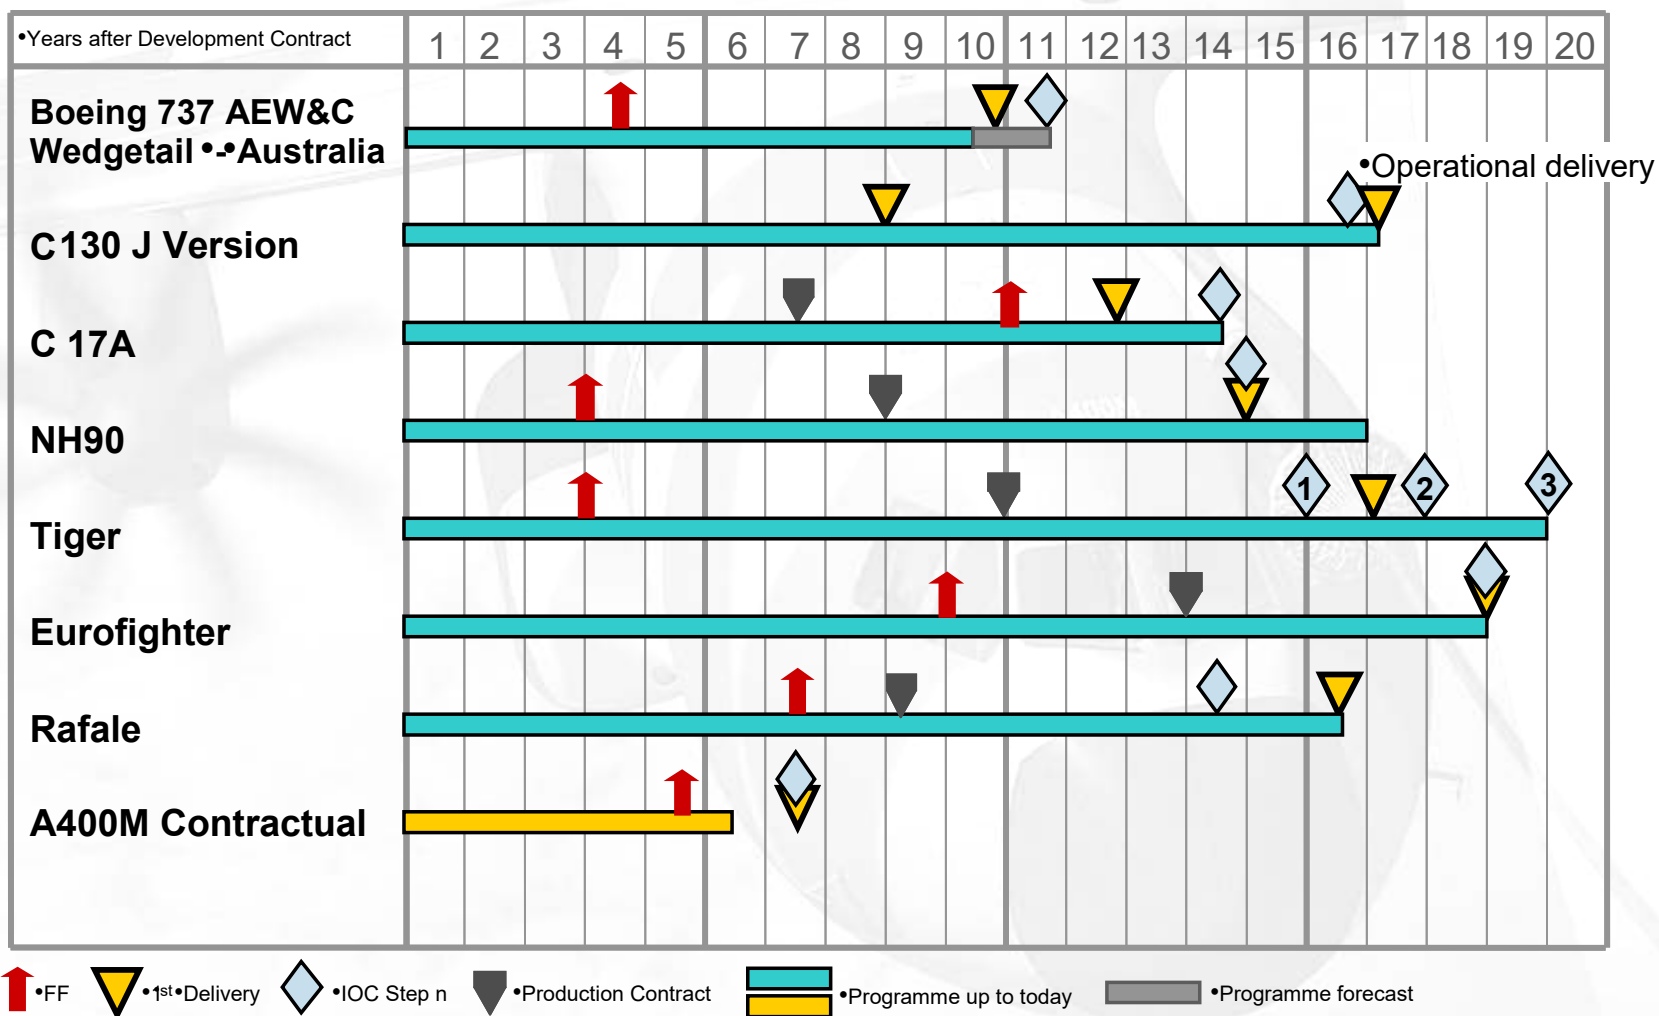 •Years after Development Contract 1 2 3 4 5 6 7 8 9 10 11 12 13 14 15 16 17 18 19 20
Boeing 737 AEW&C
Wedgetail •-•Australia
•Operational delivery
C130 J Version
C 17A
NH90
1 2 3
Tiger
Eurofighter
Rafale
A400M Contractual
•FF •1st•Delivery •IOC Step n •Production Contract •Programme up to today •Programme forecast